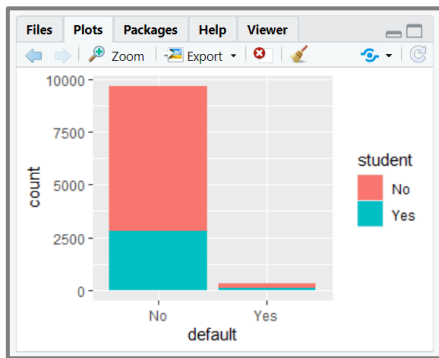 Files Plots Packages Help Viewer
Zoom Export
10000
7500
5000
2500
0
count
No Yes
default
student
No
Yes